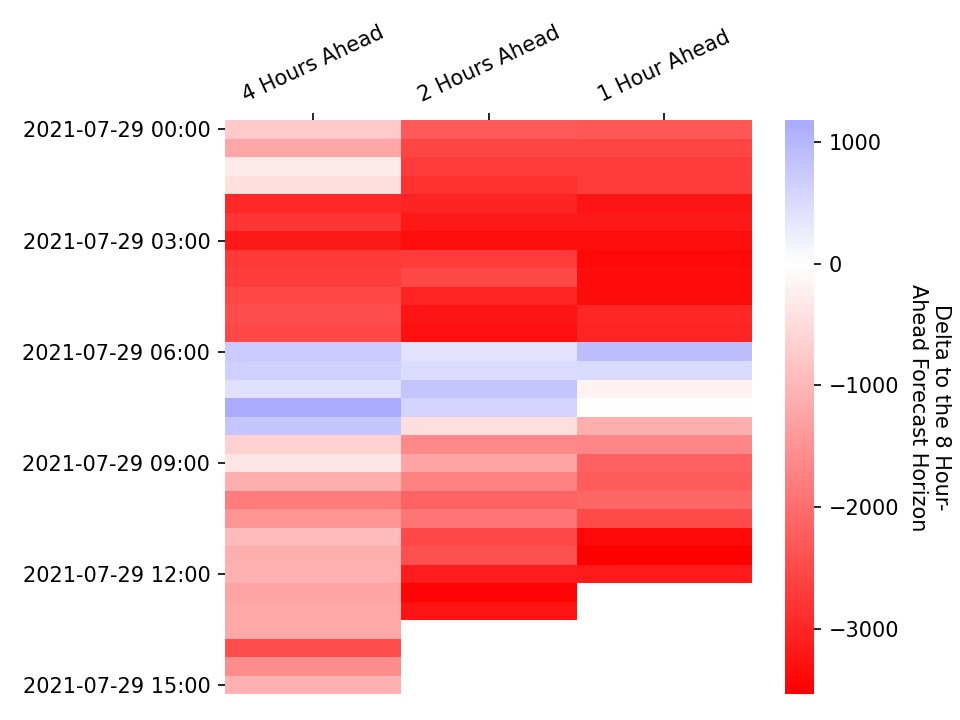 4 Hours Ahead
2 Hours Ahead
1 Hour Ahead
2021-07-29 00:00
2021-07-29 03:00
2021-07-29 06:00
2021-07-29 09:00
2021-07-29 12:00
2021-07-29 15:00
1000
0
−1000
−2000
−3000
Delta to the 8 Hour-
Ahead Forecast Horizon